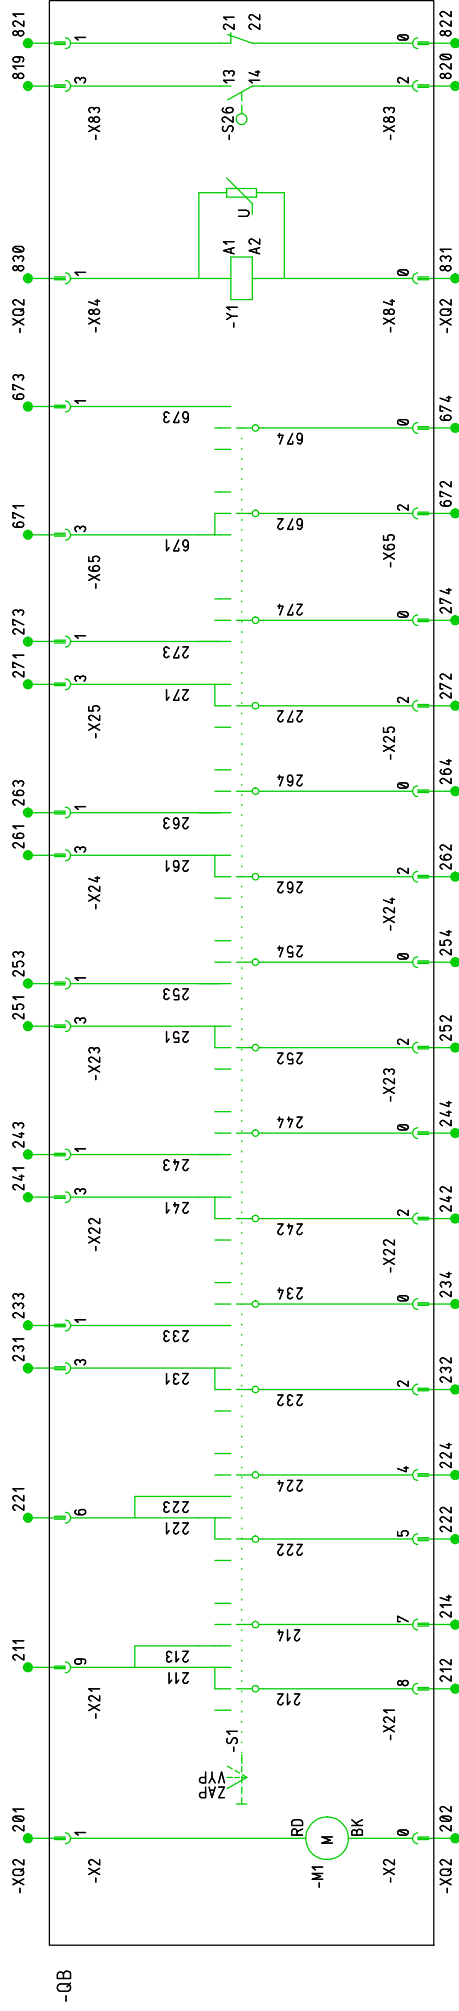 -QB
-XQ2 201 211 221 231 233 241 243 251 253 261 263 271 273 671 673 -XQ2 830 819 821
1 9 6 3 1 3 1 3 1 3 1 3 1 3 1 1 3 1
-X2 -X21 -X22 -X23 -X24 -X25 -X65 -X84 -X83
211 213 221 223 231 233 241 243 251 253 261 263 271 273 671 673
ZAP
VYP
-S1 -Y1 A1 U -S26 13 21
A2 14 22
212 214 222 224 232 234 242 244 252 254 262 264 272 274 672 674
-M1 RD
M
BK
-X2 -X21 -X22 -X23 -X24 -X25 -X65 -X84 -X83
0 8 7 5 4 2 0 2 0 2 0 2 0 2 0 2 0 0 2 0
-XQ2 202 212 214 222 224 232 234 242 244 252 254 262 264 272 274 672 674 -XQ2 831 820 822